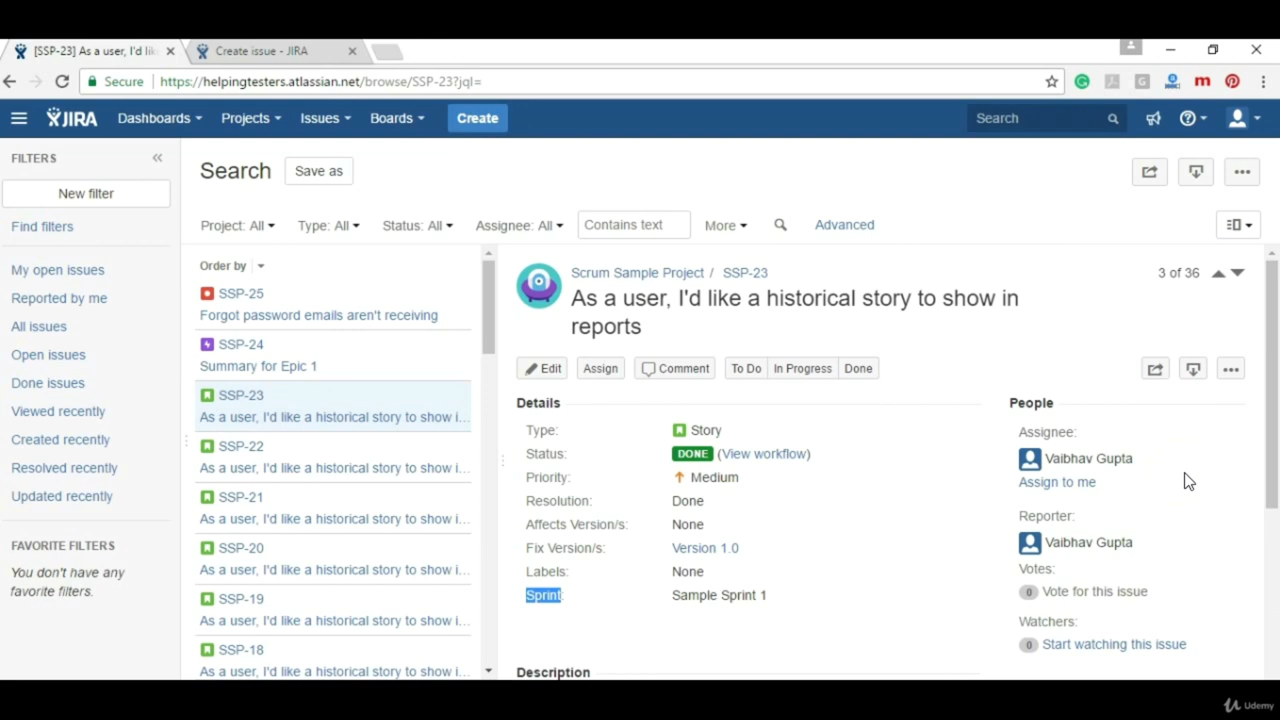 [SSP-23] As a user, I'd li
Create issue - JIRA
Secure
https://helpingtesters.atlassian.net/browse/SSP-23?jql=
JIRA
Dashboards
Projects
Issues
Boards
Create
Search
FILTERS
New filter
Find filters
My open issues
Reported by me
All issues
Open issues
Done issues
Viewed recently
Created recently
Resolved recently
Updated recently
FAVORITE FILTERS
You don't have any
favorite filters.
Search
Save as
Project: All
Type: All
Status: All
Assignee: All
Contains text
More
Advanced
Order by
SSP-25
Forgot password emails aren't receiving
SSP-24
Summary for Epic 1
SSP-23
As a user, I'd like a historical story to show i...
SSP-22
As a user, I'd like a historical story to show i...
SSP-21
As a user, I'd like a historical story to show i...
SSP-20
As a user, I'd like a historical story to show i...
SSP-19
As a user, I'd like a historical story to show i...
SSP-18
As a user, I'd like a historical story to show i...
Scrum Sample Project / SSP-23
3 of 36
As a user, I'd like a historical story to show in
reports
Edit
Assign
Comment
To Do
In Progress
Done
Details
Type: Story
Status: DONE (View workflow)
Priority: Medium
Resolution: Done
Affects Version/s: None
Fix Version/s: Version 1.0
Labels: None
Sprint: Sample Sprint 1
Description
People
Assignee:
Vaibhav Gupta
Assign to me
Reporter:
Vaibhav Gupta
Votes:
0 Vote for this issue
Watchers:
0 Start watching this issue
Udemy